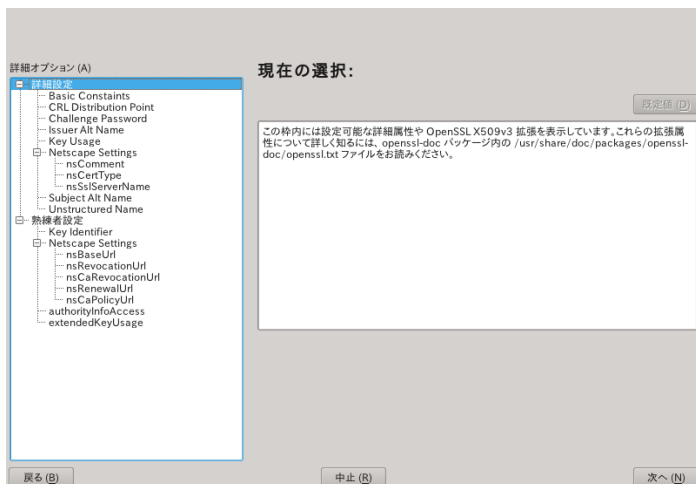 詳細オプション (A)
詳細設定
Basic Constaints
CRL Distribution Point
Challenge Password
Issuer Alt Name
Key Usage
Netscape Settings
nsComment
nsCertType
nsSslServerName
Subject Alt Name
Unstructured Name
熟練者設定
Key Identifier
Netscape Settings
nsBaseUrl
nsRevocationUrl
nsCaRevocationUrl
nsRenewalUrl
nsCaPolicyUrl
authorityInfoAccess
extendedKeyUsage
現在の選択:
既定値 (D)
この枠内には設定可能な詳細属性や OpenSSL X509v3 拡張を表示しています。これらの拡張属
性について詳しく知るには、openssl-doc パッケージ内の /usr/share/doc/packages/openssl-
doc/openssl.txt ファイルをお読みください。
戻る (B)
中止 (R)
次へ (N)